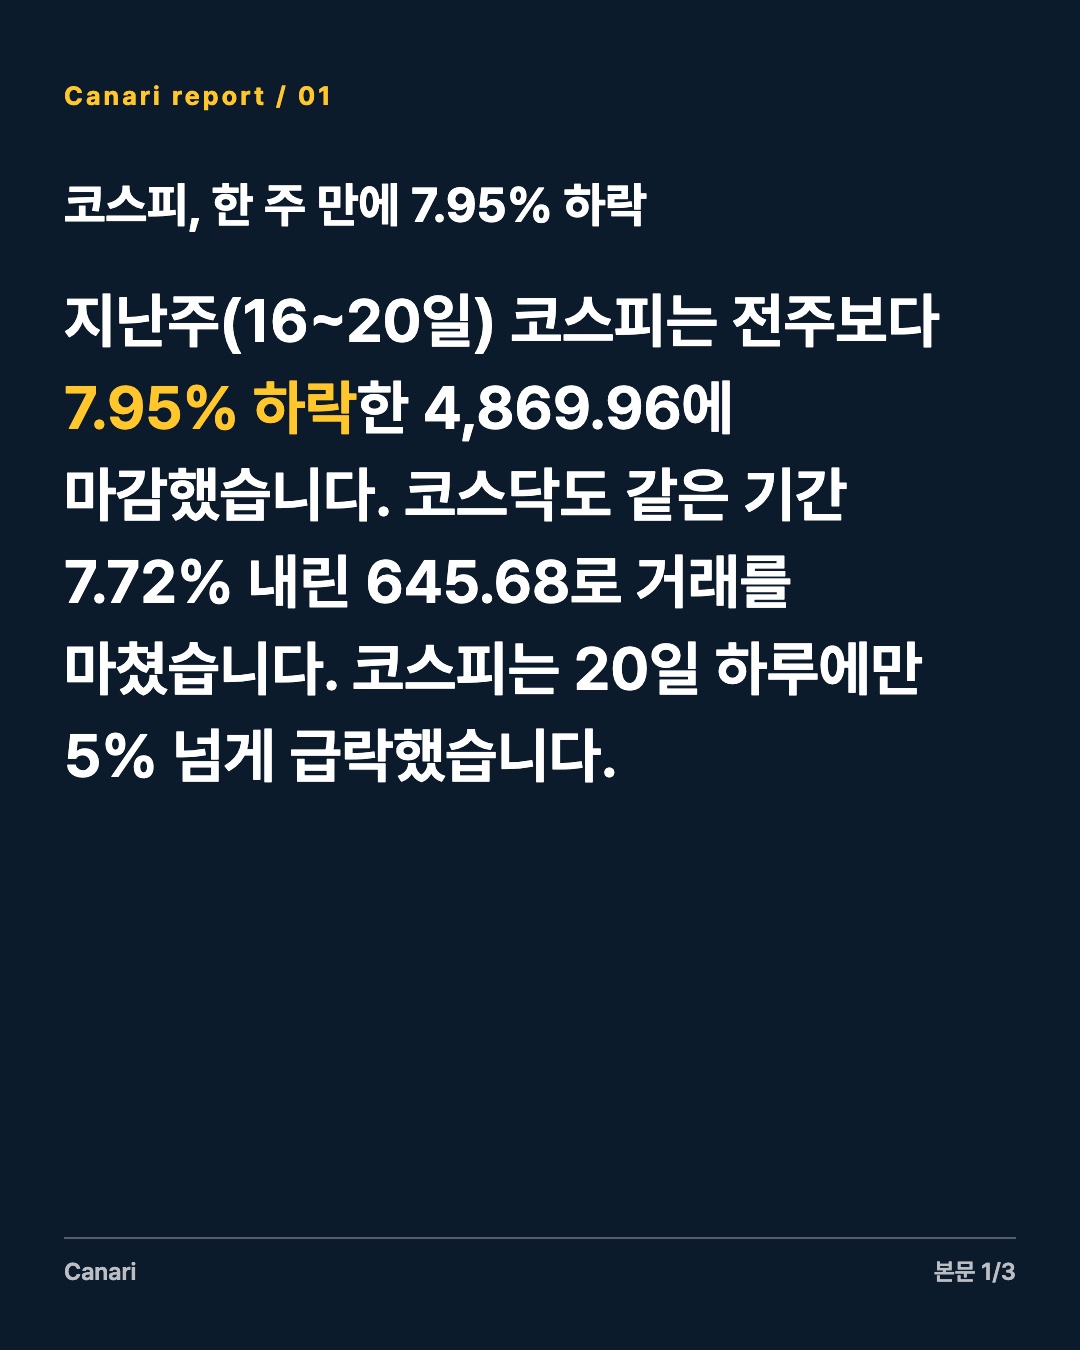 Canari report / 01
코스피, 한 주 만에 7.95% 하락
지난주(16~20일) 코스피는 전주보다
7.95% 하락한 4,869.96에
마감했습니다. 코스닥도 같은 기간
7.72% 내린 645.68로 거래를
마쳤습니다. 코스피는 20일 하루에만
5% 넘게 급락했습니다.
Canari
본문 1/3